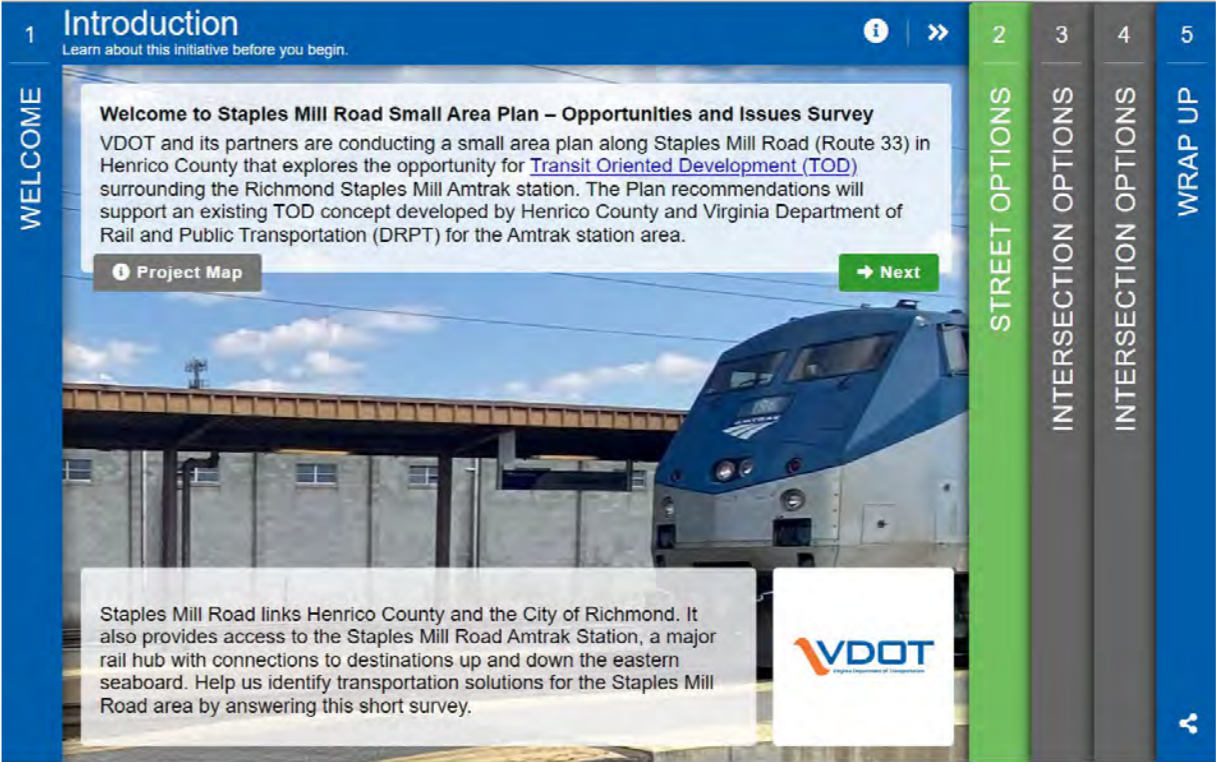 1
WELCOME
Introduction
Learn about this initiative before you begin.
Welcome to Staples Mill Road Small Area Plan – Opportunities and Issues Survey
VDOT and its partners are conducting a small area plan along Staples Mill Road (Route 33) in
Henrico County that explores the opportunity for Transit Oriented Development (TOD)
surrounding the Richmond Staples Mill Amtrak station. The Plan recommendations will
support an existing TOD concept developed by Henrico County and Virginia Department of
Rail and Public Transportation (DRPT) for the Amtrak station area.
Project Map
Next
AMTRAK
Staples Mill Road links Henrico County and the City of Richmond. It
also provides access to the Staples Mill Road Amtrak Station, a major
rail hub with connections to destinations up and down the eastern
seaboard. Help us identify transportation solutions for the Staples Mill
Road area by answering this short survey.
VDOT
Virginia Department of Transportation
2
STREET OPTIONS
3
INTERSECTION OPTIONS
4
INTERSECTION OPTIONS
5
WRAP UP